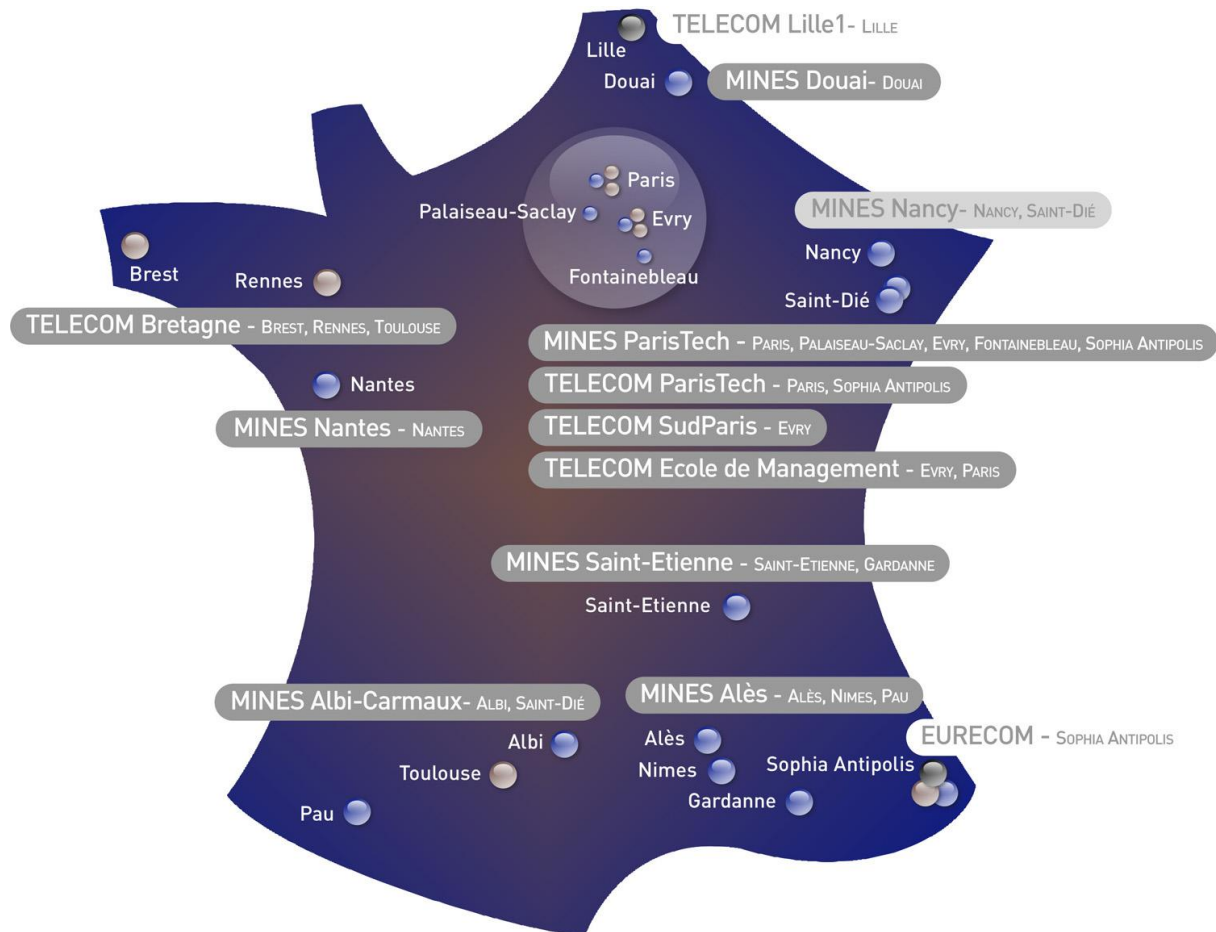 TELECOM Lille1- LILLE
Lille
Douai
MINES Douai- DOUAI
Paris
Palaiseau-Saclay
Evry
Fontainebleau
MINES Nancy- NANCY, SAINT-DIÉ
Nancy
Saint-Dié
Brest
Rennes
TELECOM Bretagne - BREST, RENNES, TOULOUSE
MINES ParisTech - PARIS, PALAISEAU-SACLAY, EVRY, FONTAINEBLEAU, SOPHIA ANTIPOLIS
Nantes
TELECOM ParisTech - PARIS, SOPHIA ANTIPOLIS
MINES Nantes - NANTES
TELECOM SudParis - EVRY
TELECOM Ecole de Management - EVRY, PARIS
MINES Saint-Etienne - SAINT-ETIENNE, GARDANNE
Saint-Etienne
MINES Albi-Carmaux- ALBI, SAINT-DIÉ
MINES Alès - ALÈS, NIMES, PAU
Albi
Alès
EURECOM - SOPHIA ANTIPOLIS
Toulouse
Nimes
Sophia Antipolis
Pau
Gardanne